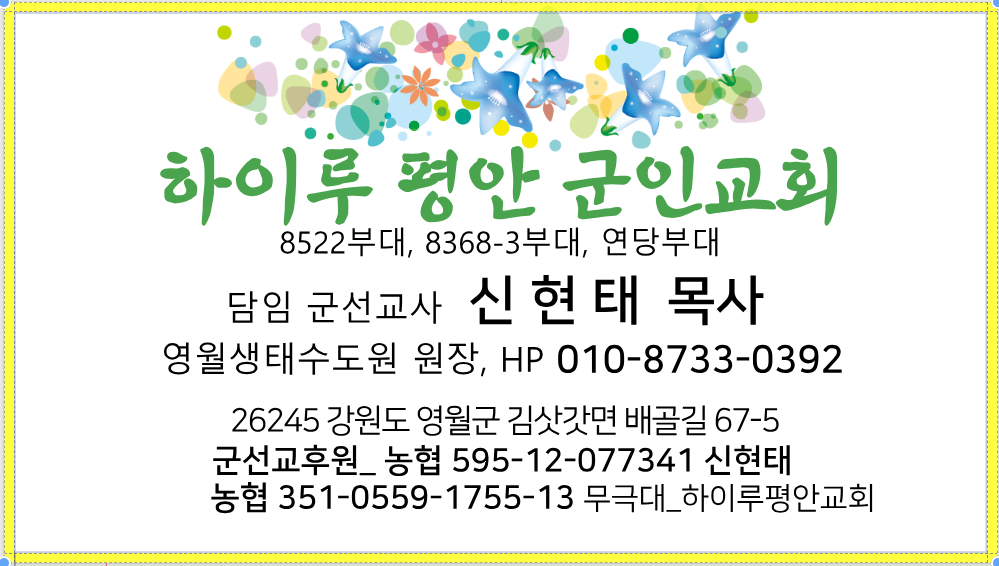 하이루 평안 군인교회
8522부대, 8368-3부대, 연당부대
담임 군선교사 신 현 태 목사
영월생태수도원 원장, HP 010-8733-0392
26245 강원도 영월군 김삿갓면 배골길 67-5
군선교후원_ 농협 595-12-077341 신현태
농협 351-0559-1755-13 무극대_하이루평안교회